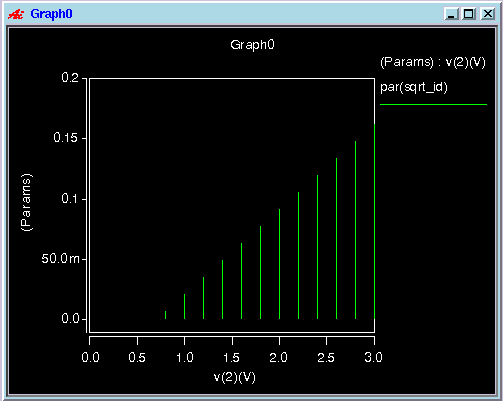 Graph0
Graph0
(Params) : v(2)(V)
par(sqrt_id)
0.2
0.15
0.1
50.0m
0.0
(Params)
0.0 0.5 1.0 1.5 2.0 2.5 3.0
v(2)(V)